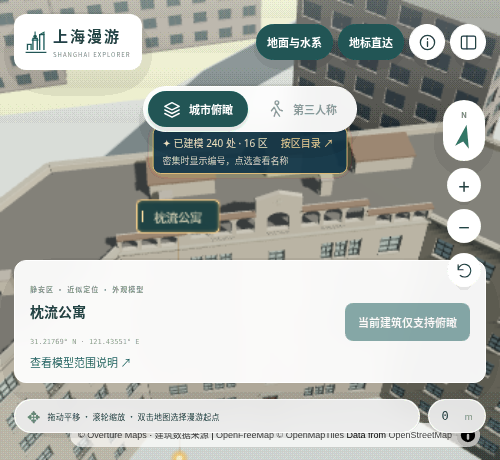 上海漫游
SHANGHAI EXPLORER
地面与水系
地标直达
城市俯瞰
第三人称
N
✦ 已建模 240 处 · 16 区 按区目录 ↗
密集时显示编号，点选查看名称
枕流公寓
静安区 · 近似定位 · 外观模型
枕流公寓
31.21769° N · 121.43551° E
查看模型范围说明 ↗
当前建筑仅支持俯瞰
拖动平移 · 滚轮缩放 · 双击地图选择漫游起点
0 m
© Overture Maps · 建筑数据来源 | OpenFreeMap © OpenMapTiles Data from OpenStreetMap